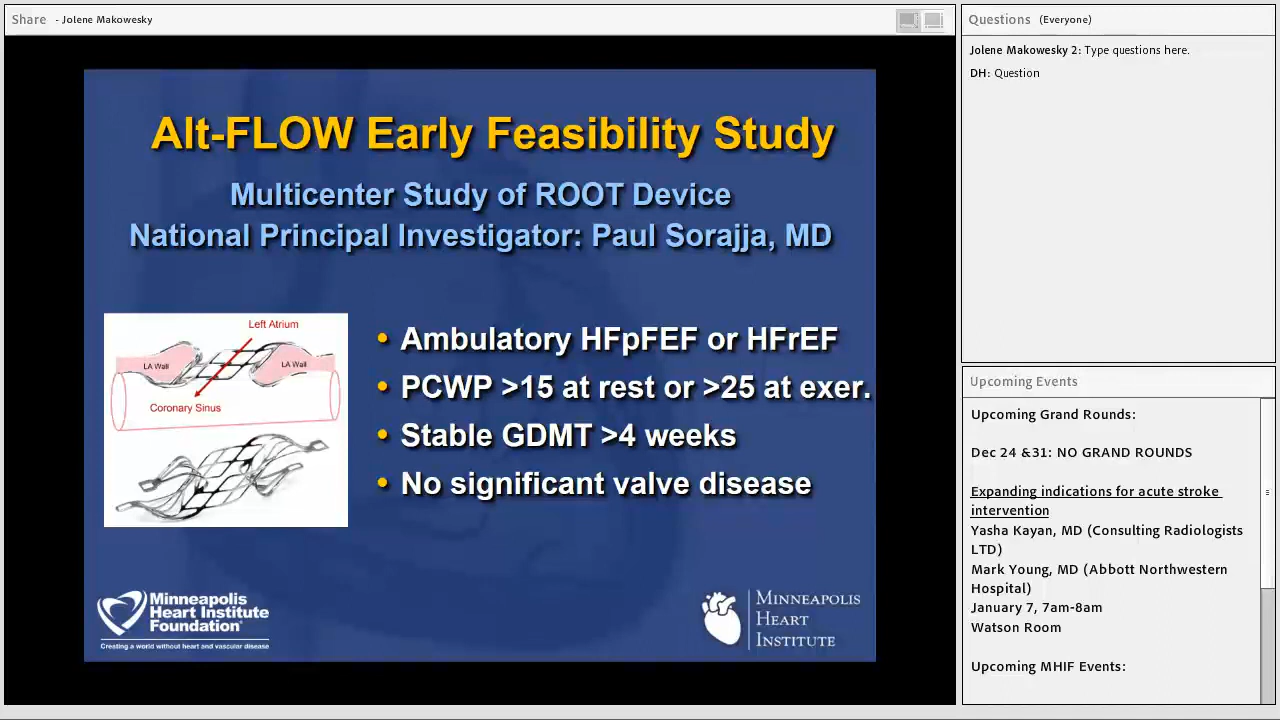 Share - Jolene Makowesky
Alt-FLOW Early Feasibility Study
Multicenter Study of ROOT Device
National Principal Investigator: Paul Sorajja, MD
Left Atrium
LA Wall
LA Wall
Coronary Sinus
• Ambulatory HFpFEF or HFrEF
• PCWP >15 at rest or >25 at exer.
• Stable GDMT >4 weeks
• No significant valve disease
Minneapolis
Heart Institute
Foundation®
Creating a world without heart and vascular disease
MINNEAPOLIS
HEART
INSTITUTE
Questions (Everyone)
Jolene Makowesky 2: Type questions here.
DH: Question
Upcoming Events
Upcoming Grand Rounds:
Dec 24 &31: NO GRAND ROUNDS
Expanding indications for acute stroke
intervention
Yasha Kayan, MD (Consulting Radiologists
LTD)
Mark Young, MD (Abbott Northwestern
Hospital)
January 7, 7am-8am
Watson Room
Upcoming MHIF Events: